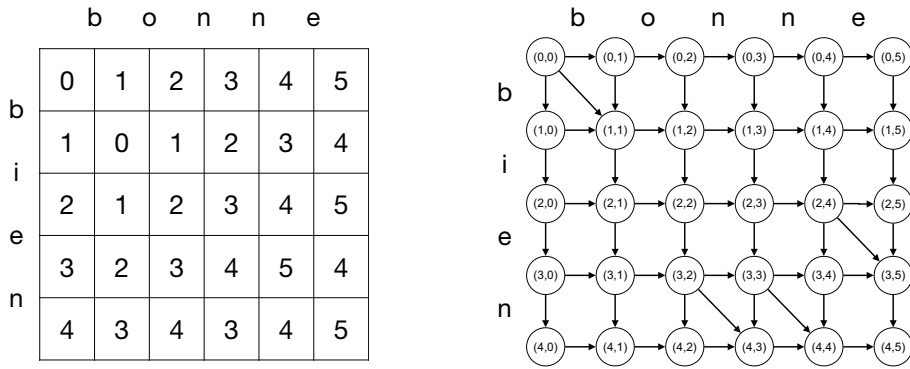 b o n n e
0 1 2 3 4 5
b
1 0 1 2 3 4
i
2 1 2 3 4 5
e
3 2 3 4 5 4
n
4 3 4 3 4 5
b o n n e
(0,0) (0,1) (0,2) (0,3) (0,4) (0,5)
b
(1,0) (1,1) (1,2) (1,3) (1,4) (1,5)
i
(2,0) (2,1) (2,2) (2,3) (2,4) (2,5)
e
(3,0) (3,1) (3,2) (3,3) (3,4) (3,5)
n
(4,0) (4,1) (4,2) (4,3) (4,4) (4,5)